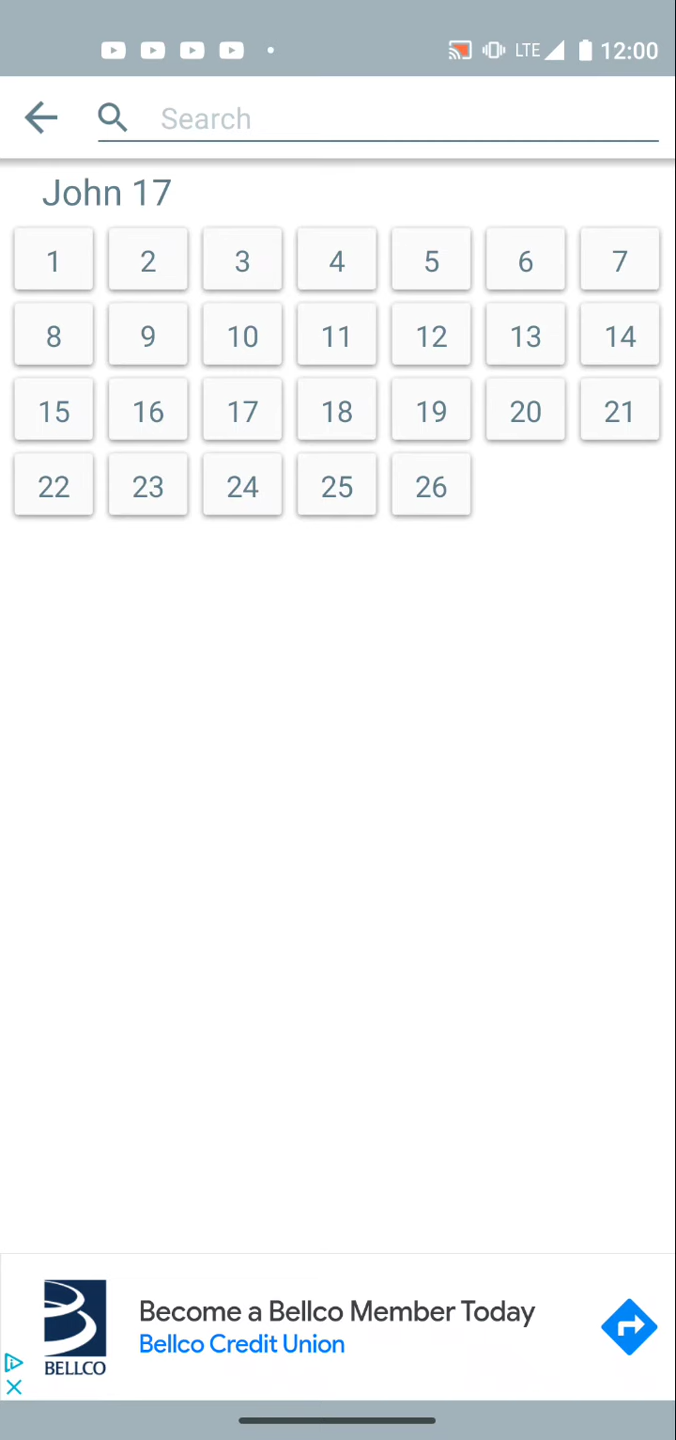 LTE 12:00
Search
John 17
1 2 3 4 5 6 7
8 9 10 11 12 13 14
15 16 17 18 19 20 21
22 23 24 25 26
Become a Bellco Member Today
Bellco Credit Union
BELLCO